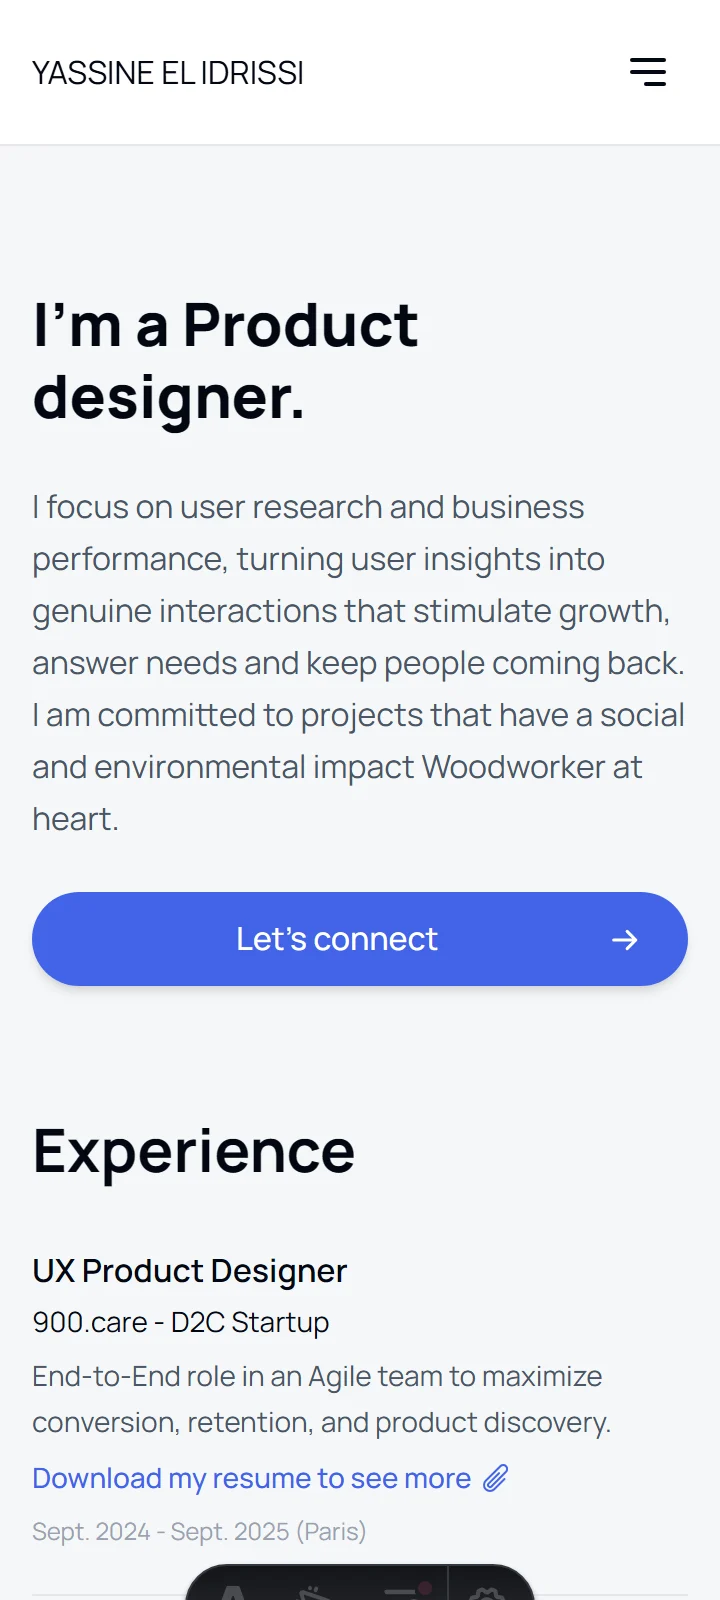 YASSINE EL IDRISSI
I’m a Product
designer.
I focus on user research and business
performance, turning user insights into
genuine interactions that stimulate growth,
answer needs and keep people coming back.
I am committed to projects that have a social
and environmental impact Woodworker at
heart.
Let’s connect
Experience
UX Product Designer
900.care - D2C Startup
End-to-End role in an Agile team to maximize
conversion, retention, and product discovery.
Download my resume to see more
Sept. 2024 - Sept. 2025 (Paris)